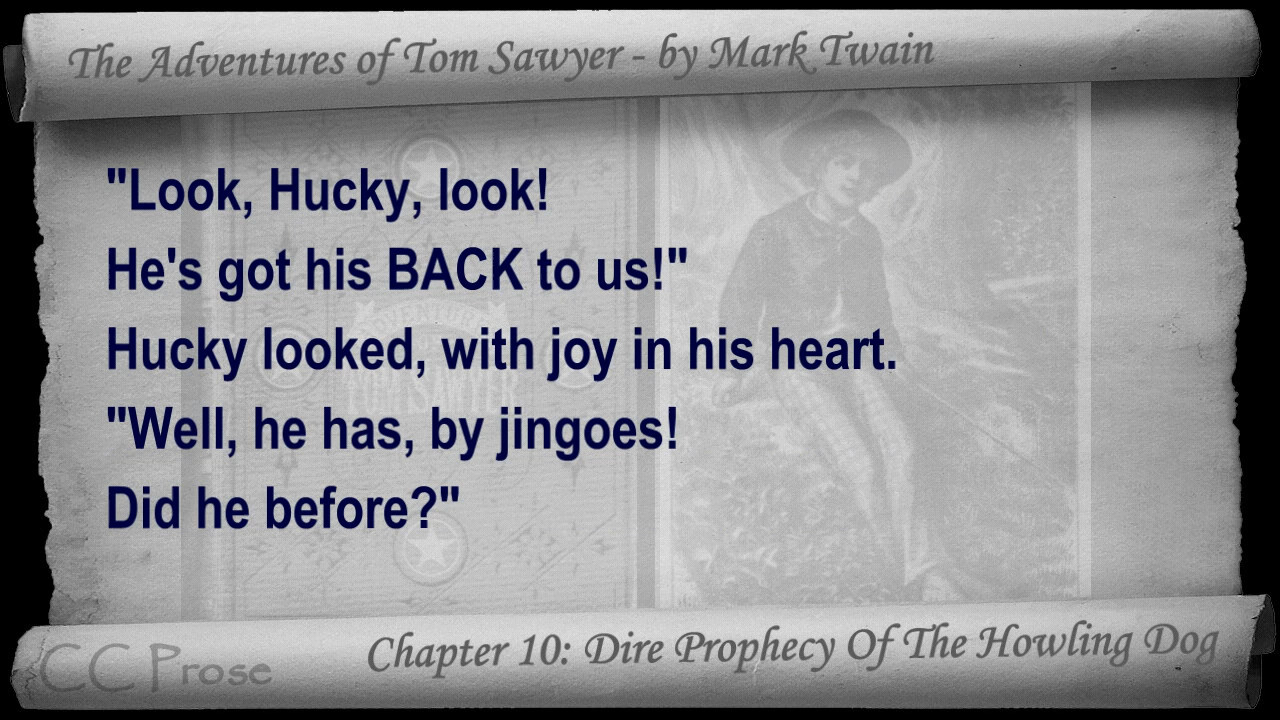 The Adventures of Tom Sawyer - by Mark Twain
"Look, Hucky, look!
He's got his BACK to us!"
Hucky looked, with joy in his heart.
"Well, he has, by jingoes!
Did he before?"
CC Prose
Chapter 10: Dire Prophecy Of The Howling Dog